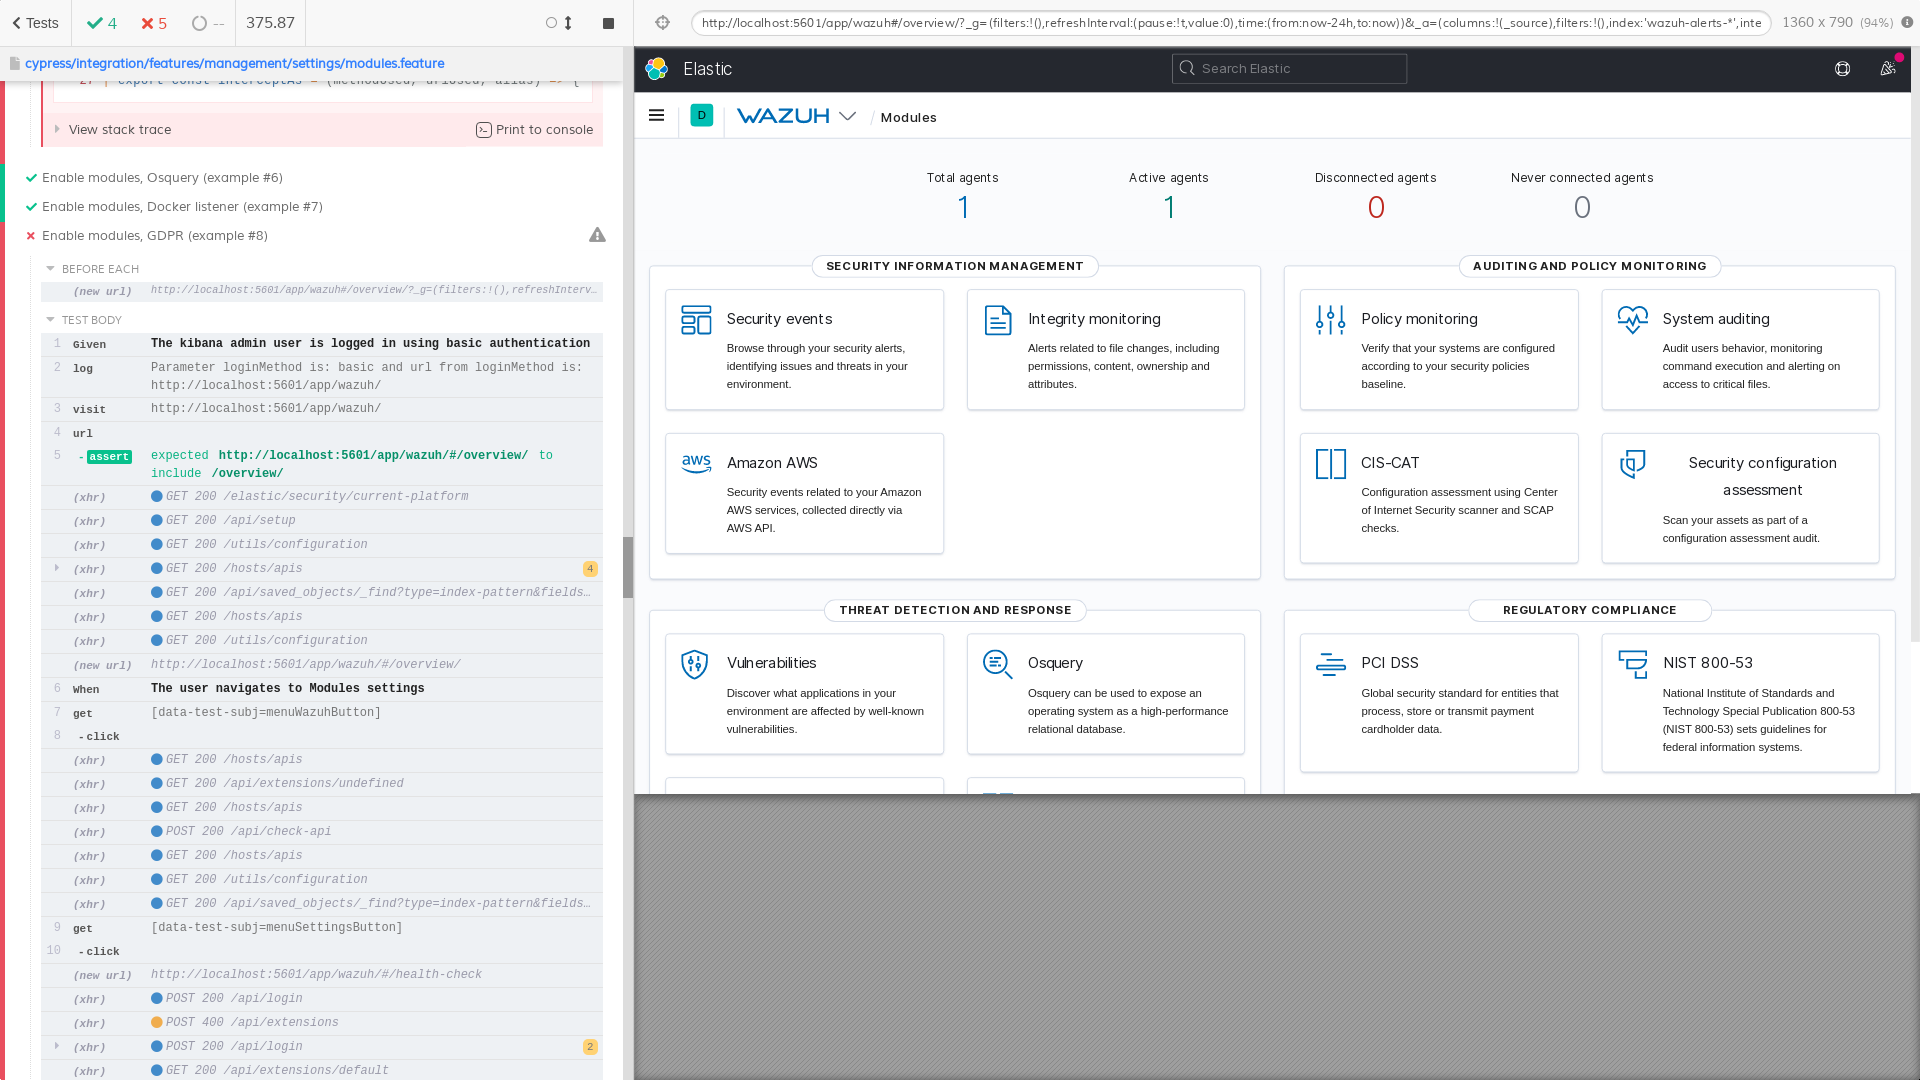 Tests
4
5
--
375.87
http://localhost:5601/app/wazuh#/overview/?_g=(filters:!(),refreshInterval:(pause:!t,value:0),time:(from:now-24h,to:now))&_a=(columns:!(_source),filters:!(),index:'wazuh-alerts-*',inte
1360 x 790 (94%)
cypress/integration/features/management/settings/modules.feature
View stack trace
Print to console
Enable modules, Osquery (example #6)
Enable modules, Docker listener (example #7)
Enable modules, GDPR (example #8)
BEFORE EACH
(new url) http://localhost:5601/app/wazuh#/overview/?_g=(filters:!(),refreshInterv…
TEST BODY
1 Given The kibana admin user is logged in using basic authentication
2 log Parameter loginMethod is: basic and url from loginMethod is:
http://localhost:5601/app/wazuh/
3 visit http://localhost:5601/app/wazuh/
4 url
5 -assert expected http://localhost:5601/app/wazuh/#/overview/ to
include /overview/
(xhr) GET 200 /elastic/security/current-platform
(xhr) GET 200 /api/setup
(xhr) GET 200 /utils/configuration
(xhr) GET 200 /hosts/apis 4
(xhr) GET 200 /api/saved_objects/_find?type=index-pattern&fields…
(xhr) GET 200 /hosts/apis
(xhr) GET 200 /utils/configuration
(new url) http://localhost:5601/app/wazuh/#/overview/
6 When The user navigates to Modules settings
7 get [data-test-subj=menuWazuhButton]
8 -click
(xhr) GET 200 /hosts/apis
(xhr) GET 200 /api/extensions/undefined
(xhr) GET 200 /hosts/apis
(xhr) POST 200 /api/check-api
(xhr) GET 200 /hosts/apis
(xhr) GET 200 /utils/configuration
(xhr) GET 200 /api/saved_objects/_find?type=index-pattern&fields…
9 get [data-test-subj=menuSettingsButton]
10 -click
(new url) http://localhost:5601/app/wazuh/#/health-check
(xhr) POST 200 /api/login
(xhr) POST 400 /api/extensions
(xhr) POST 200 /api/login 2
(xhr) GET 200 /api/extensions/default
Elastic
Search Elastic
D
WAZUH
/ Modules
Total agents
1
Active agents
1
Disconnected agents
0
Never connected agents
0
SECURITY INFORMATION MANAGEMENT
Security events
Browse through your security alerts,
identifying issues and threats in your
environment.
Integrity monitoring
Alerts related to file changes, including
permissions, content, ownership and
attributes.
aws
Amazon AWS
Security events related to your Amazon
AWS services, collected directly via
AWS API.
AUDITING AND POLICY MONITORING
Policy monitoring
Verify that your systems are configured
according to your security policies
baseline.
System auditing
Audit users behavior, monitoring
command execution and alerting on
access to critical files.
CIS-CAT
Configuration assessment using Center
of Internet Security scanner and SCAP
checks.
Security configuration
assessment
Scan your assets as part of a
configuration assessment audit.
THREAT DETECTION AND RESPONSE
Vulnerabilities
Discover what applications in your
environment are affected by well-known
vulnerabilities.
Osquery
Osquery can be used to expose an
operating system as a high-performance
relational database.
REGULATORY COMPLIANCE
PCI DSS
Global security standard for entities that
process, store or transmit payment
cardholder data.
NIST 800-53
National Institute of Standards and
Technology Special Publication 800-53
(NIST 800-53) sets guidelines for
federal information systems.